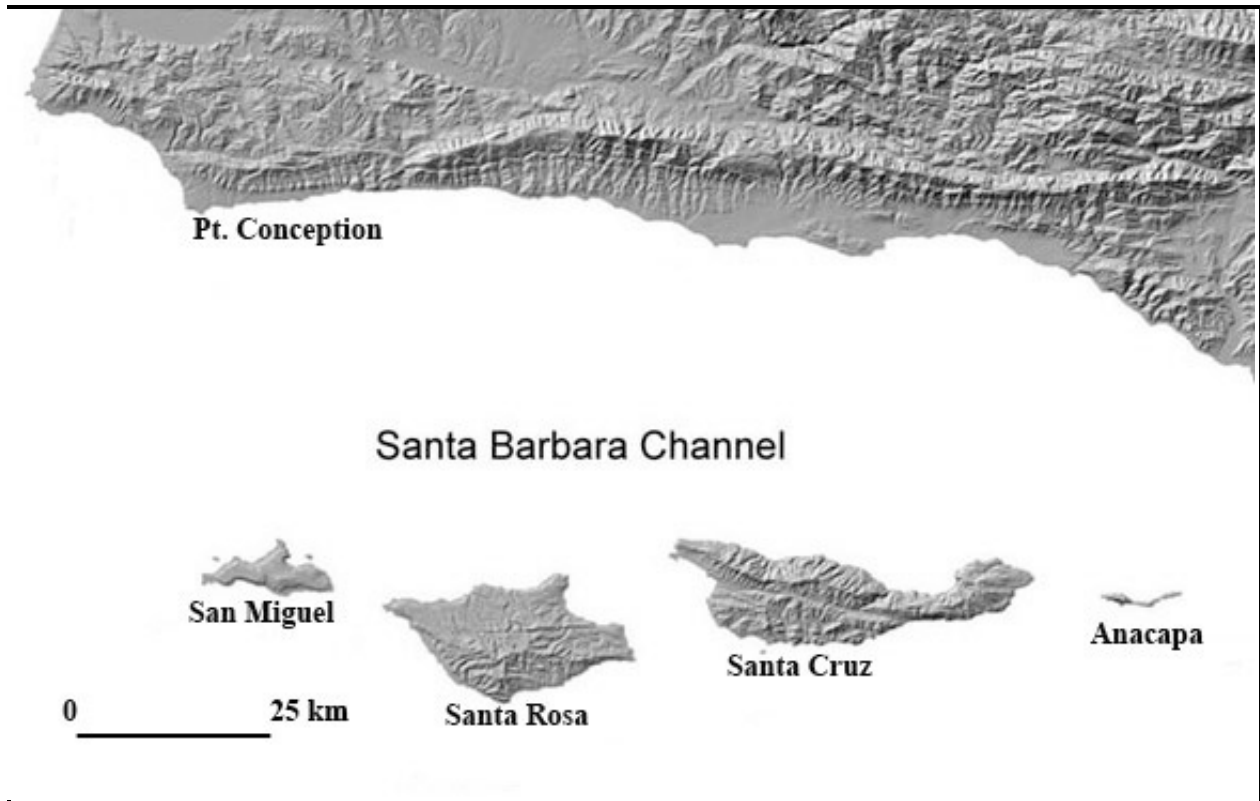 Pt. Conception
Santa Barbara Channel
San Miguel
Santa Rosa
Santa Cruz
Anacapa
0 25 km